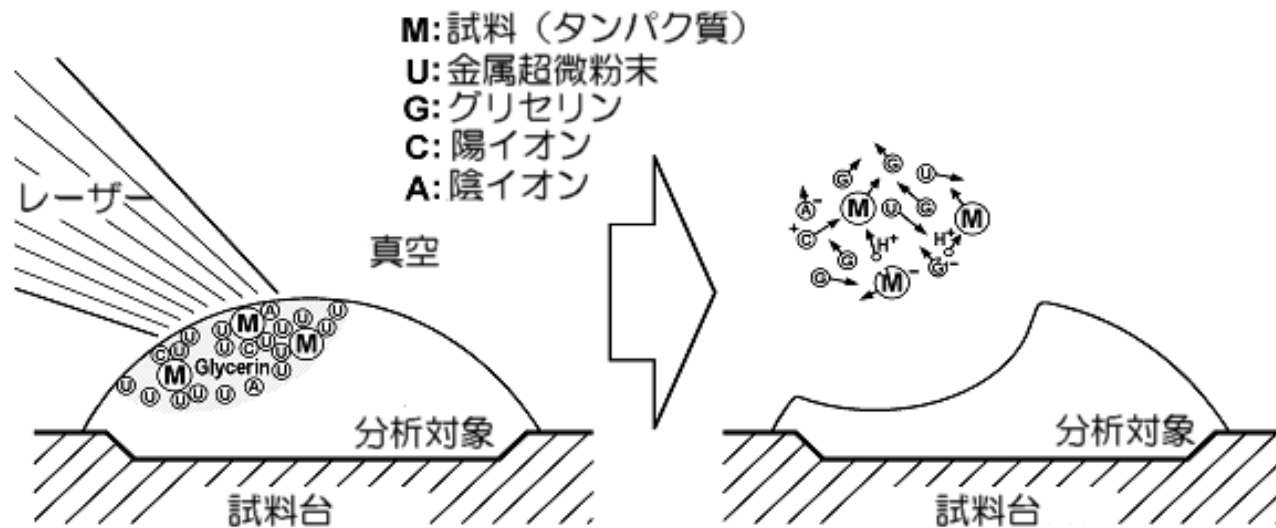 M:試料（タンパク質）
U:金属超微粉末
G:グリセリン
C:陽イオン
A:陰イオン
レーザー
真空
A
U
M
U
U
U
U
U
M
U
C
U
U
C
U
U
Glycerin
U
M
U
A
U
U
U
U
U
分析対象
試料台
G
U
G
A⁻
M
U
G
M
⁺C
H⁺
H⁺
G
G⁻
G
M⁻
分析対象
試料台